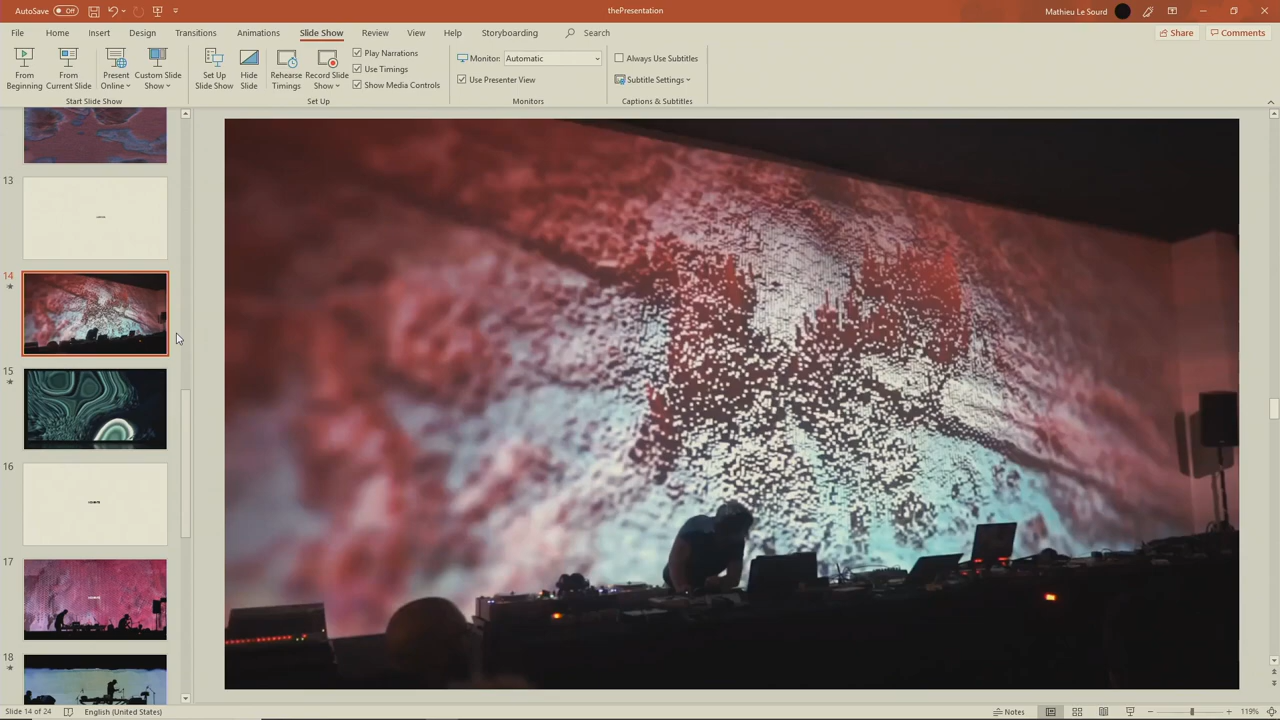 AutoSave Off
thePresentation
Mathieu Le Sourd
File Home Insert Design Transitions Animations Slide Show Review View Help Storyboarding Search
Share Comments
From Beginning
From Current Slide
Present Online
Custom Slide Show
Start Slide Show
Set Up Slide Show
Hide Slide
Rehearse Timings
Record Slide Show
Play Narrations
Use Timings
Show Media Controls
Set Up
Monitor: Automatic
Use Presenter View
Monitors
Always Use Subtitles
Subtitle Settings
Captions & Subtitles
13
14
15
16
17
18
Slide 14 of 24 English (United States) Notes 119%